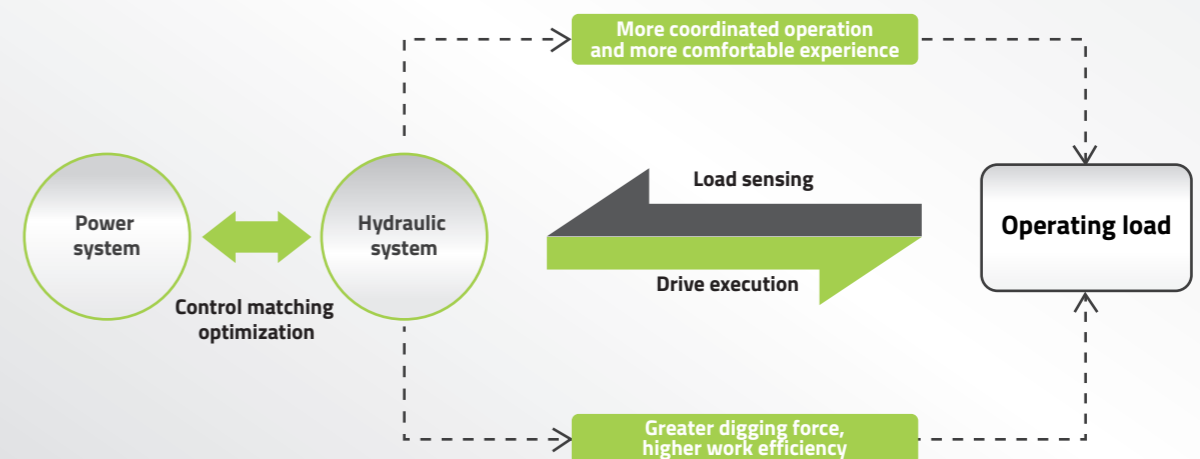 More coordinated operation
and more comfortable experience
Power
system
Hydraulic
system
Control matching
optimization
Load sensing
Drive execution
Operating load
Greater digging force,
higher work efficiency